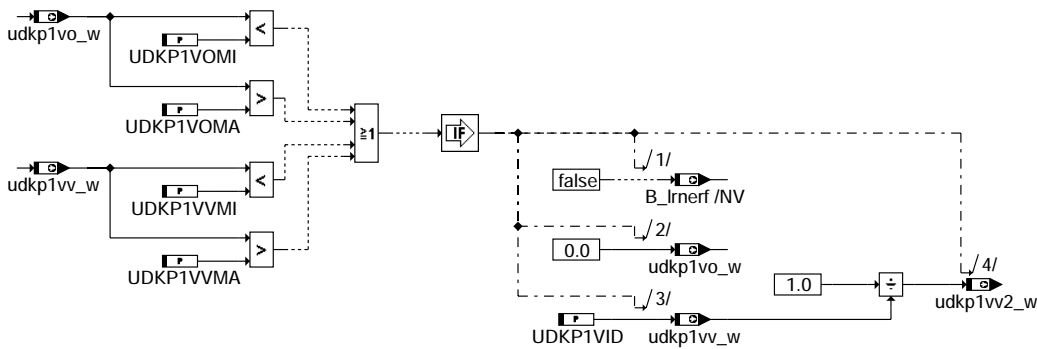 udkp1vo_w
<
P
UDKP1VOMI
>
P
UDKP1VOMA
≥1
IF
/1/
udkp1vv_w
<
P
UDKP1VVMI
false
B_lrnerf /NV
/2/
>
P
UDKP1VVMA
0.0
udkp1vo_w
/4/
1.0
÷
udkp1vv2_w
/3/
P
UDKP1VID
udkp1vv_w